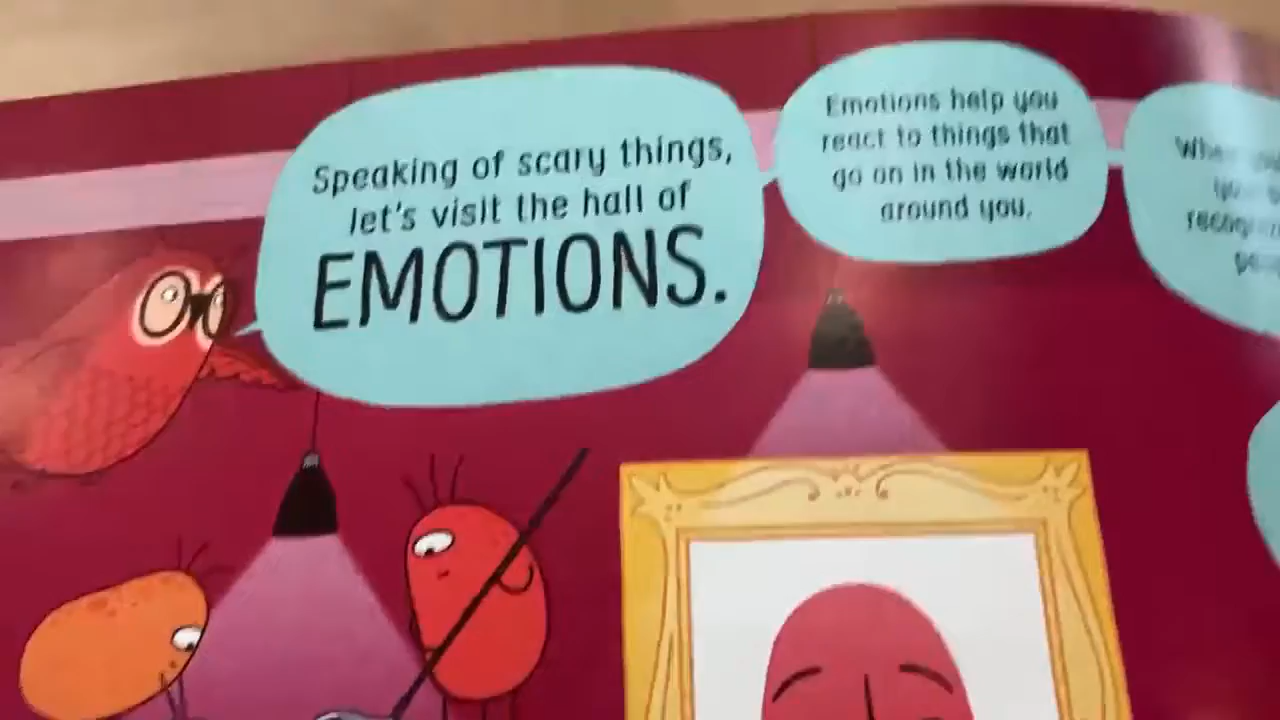 Speaking of scary things,
let's visit the hall of
EMOTIONS.
Emotions help you
react to things that
go on in the world
around you.